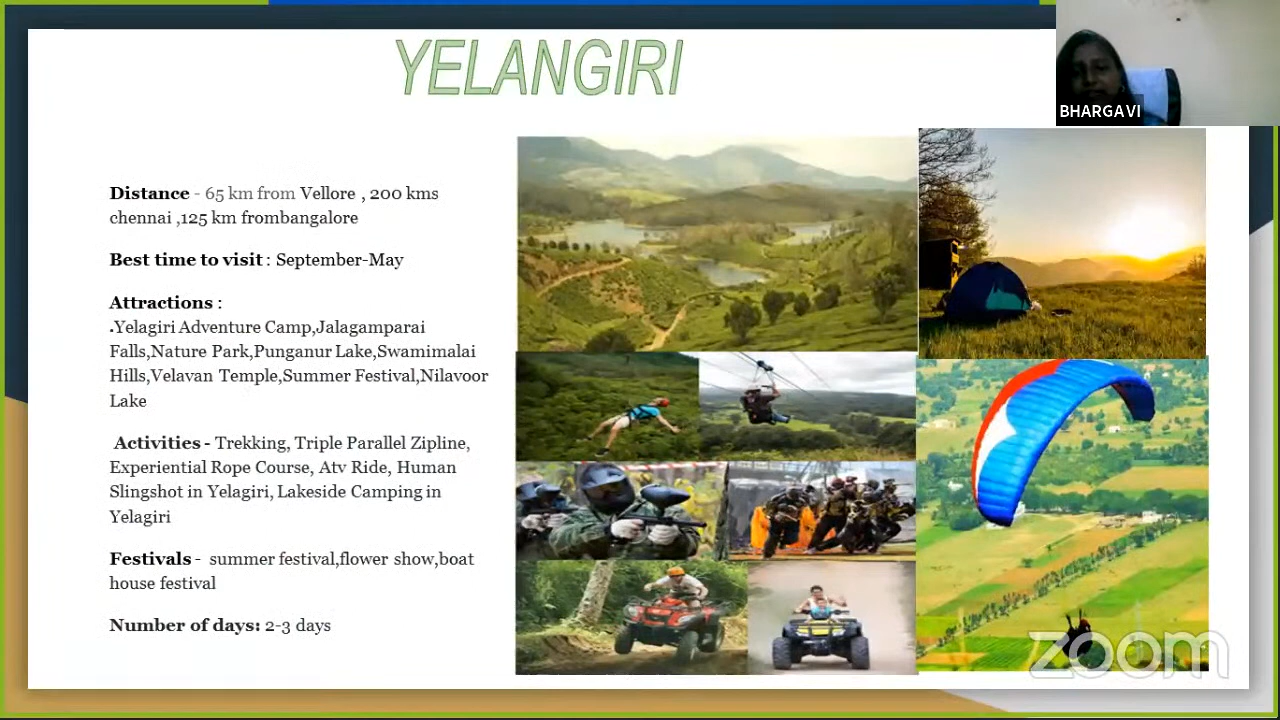 YELANGIRI
BHARGAVI
Distance - 65 km from Vellore , 200 kms
chennai ,125 km frombangalore
Best time to visit : September-May
Attractions :
.Yelagiri Adventure Camp,Jalagamparai
Falls,Nature Park,Punganur Lake,Swamimalai
Hills,Velavan Temple,Summer Festival,Nilavoor
Lake
Activities - Trekking, Triple Parallel Zipline,
Experiential Rope Course, Atv Ride, Human
Slingshot in Yelagiri, Lakeside Camping in
Yelagiri
Festivals - summer festival,flower show,boat
house festival
Number of days: 2-3 days
zoom